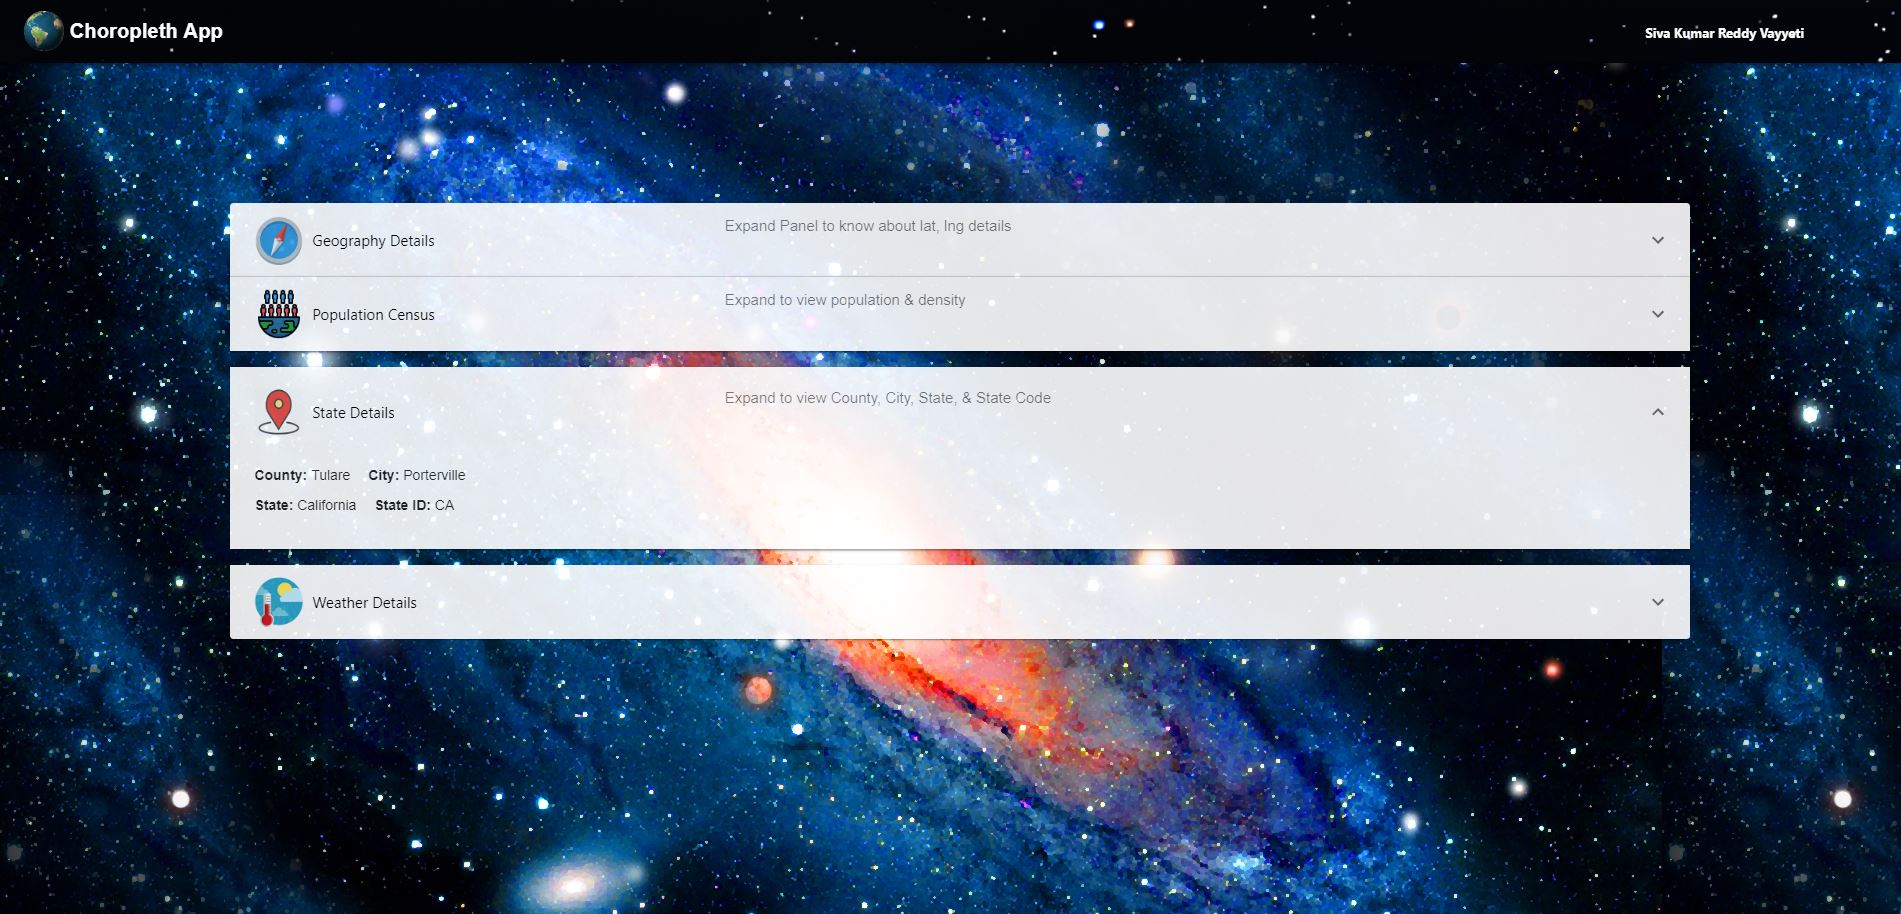 Choropleth App
Siva Kumar Reddy Vayyeti
Geography Details
Expand Panel to know about lat, lng details
Population Census
Expand to view population & density
State Details
Expand to view County, City, State, & State Code
County: Tulare City: Porterville
State: California State ID: CA
Weather Details